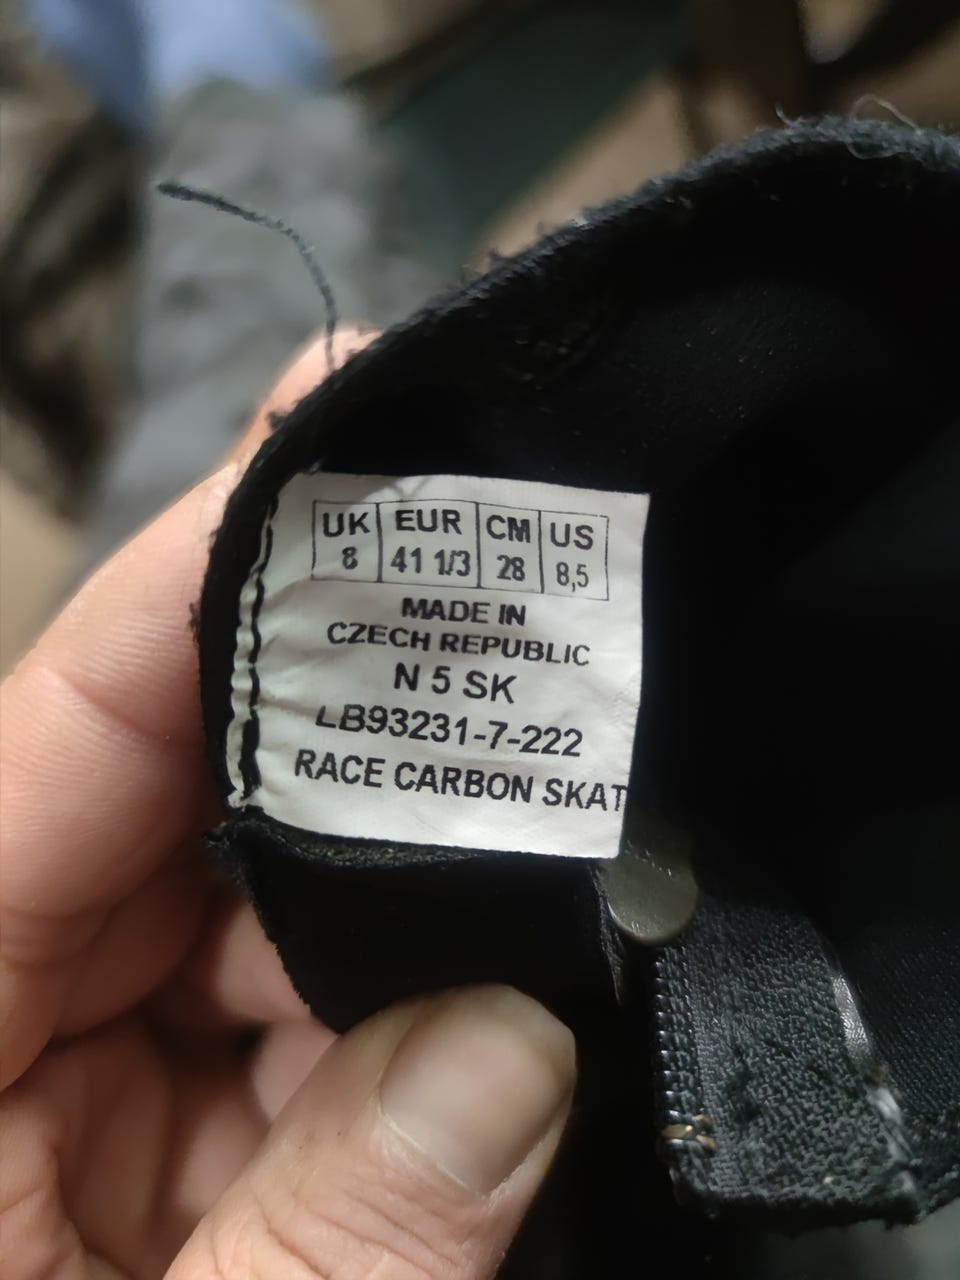 UK EUR CM US
8 41 1/3 28 8,5
MADE IN
CZECH REPUBLIC
N 5 SK
LB93231-7-222
RACE CARBON SKAT